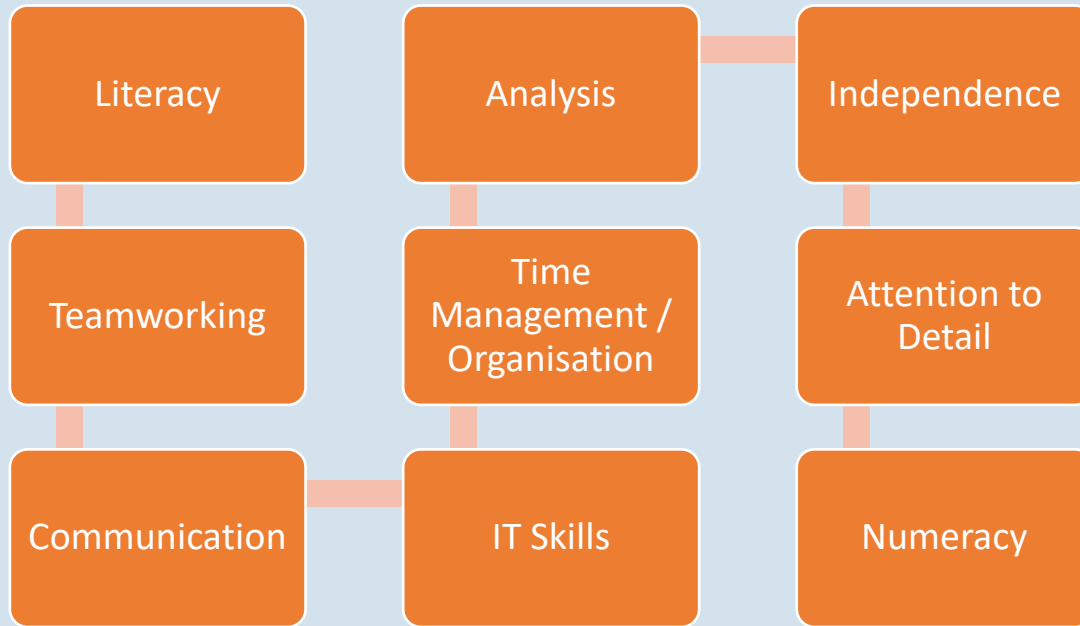 Literacy
Teamworking
Communication
IT Skills
Time
Management /
Organisation
Analysis
Independence
Attention to
Detail
Numeracy